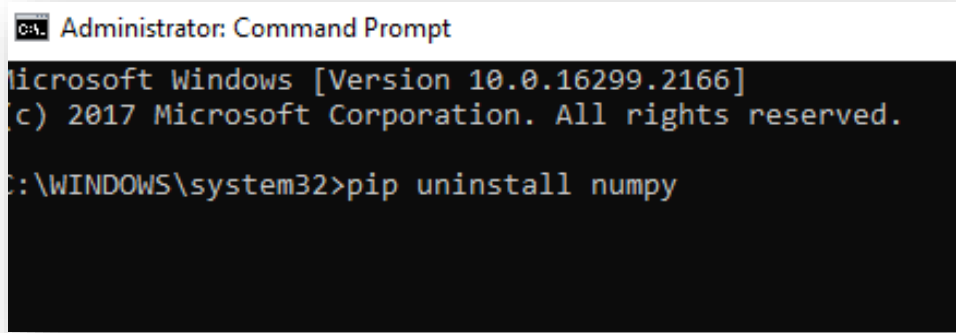 Administrator: Command Prompt
Microsoft Windows [Version 10.0.16299.2166]
(c) 2017 Microsoft Corporation. All rights reserved.
C:\WINDOWS\system32>pip uninstall numpy